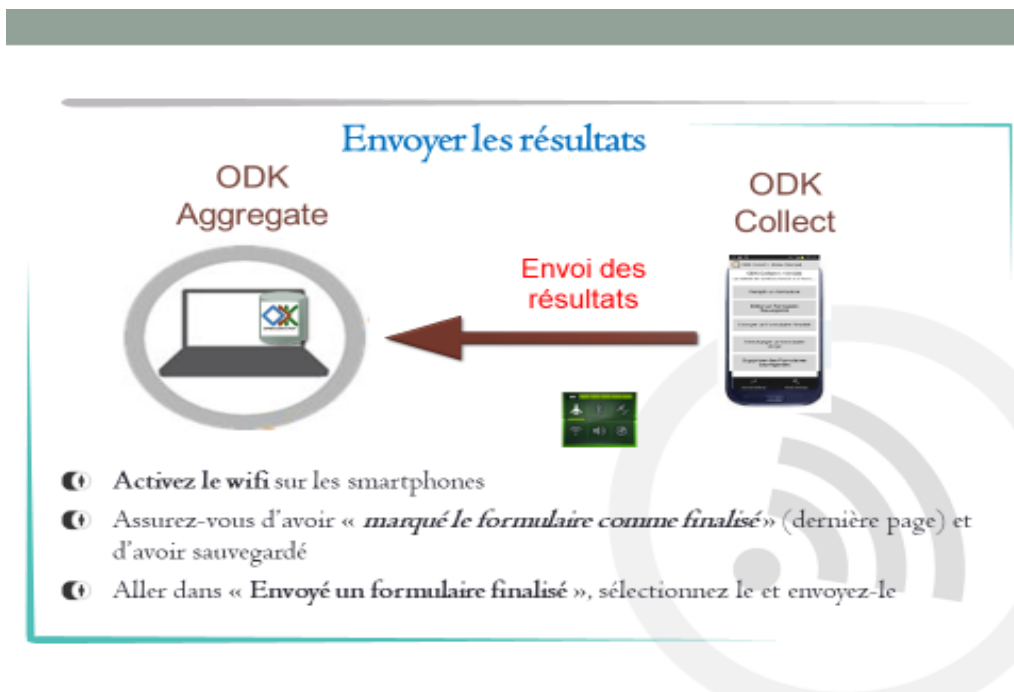 Envoyer les résultats
ODK
Aggregate
ODK
Collect
Envoi des
résultats
Activez le wifi sur les smartphones
Assurez-vous d’avoir « marqué le formulaire comme finalisé » (dernière page) et
d’avoir sauvegardé
Aller dans « Envoyé un formulaire finalisé », sélectionnez le et envoyez-le